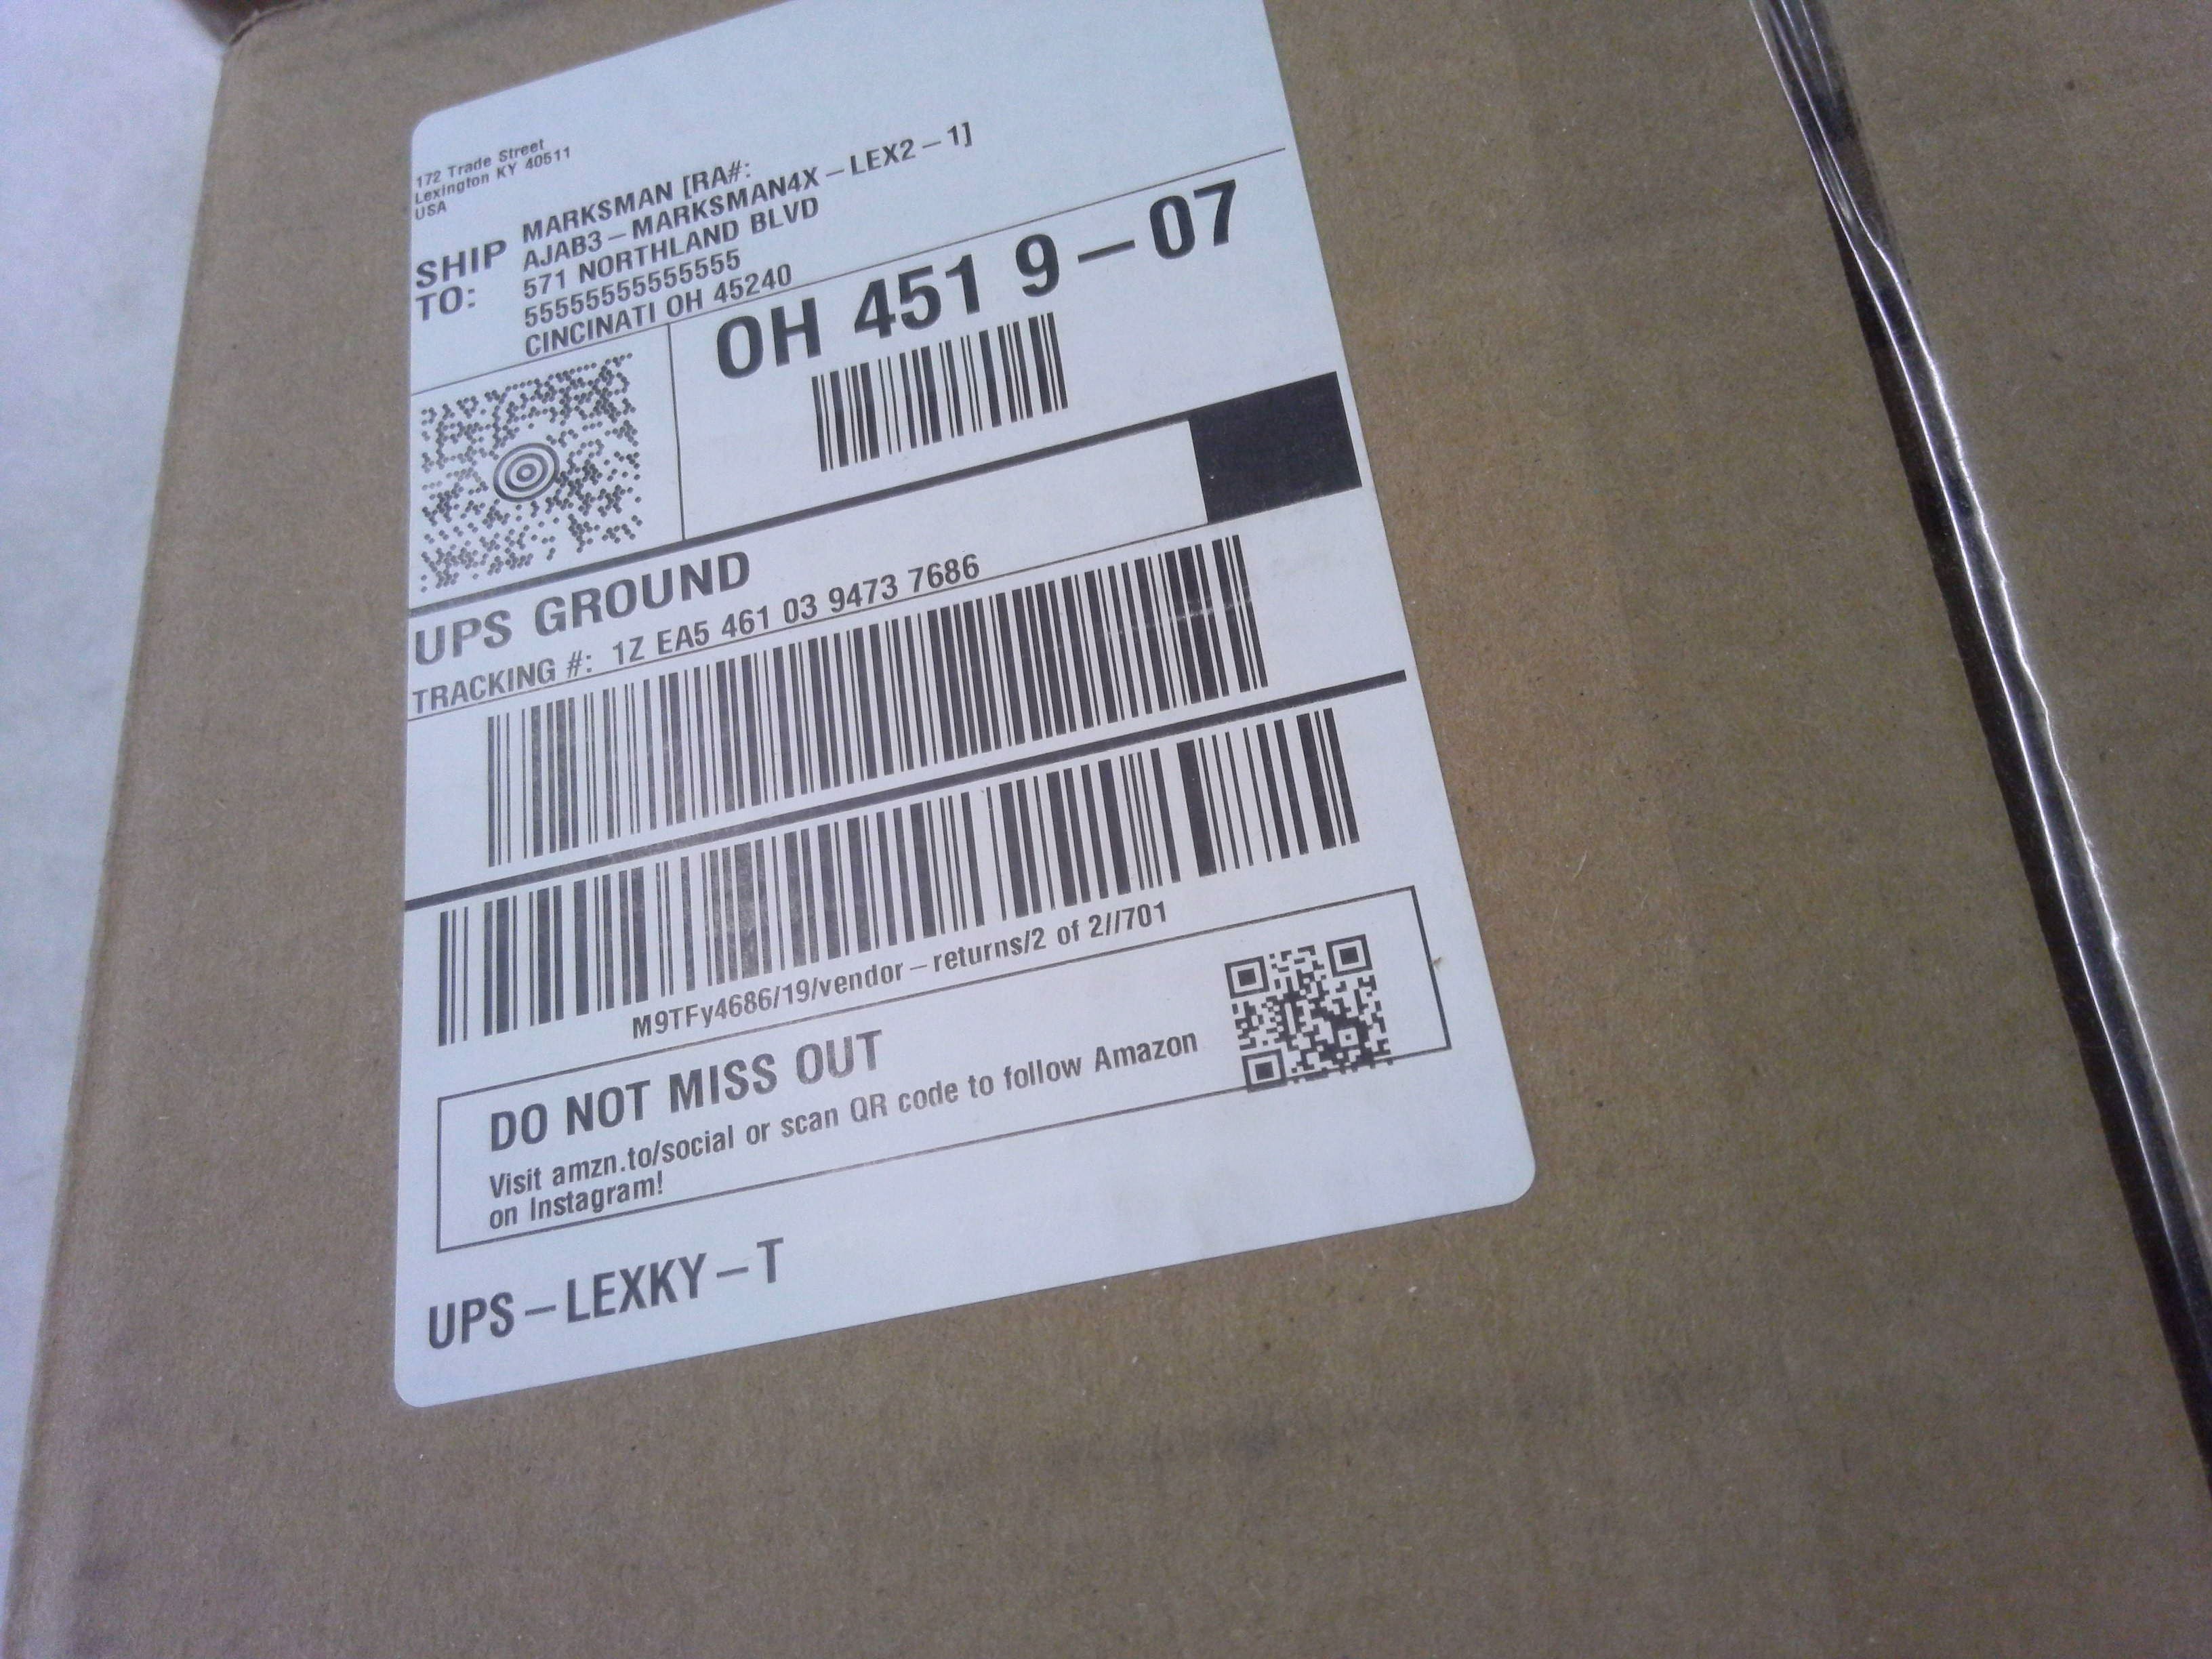 172 Trade Street
Lexington KY 40511
USA
SHIP TO:
MARKSMAN [RA#:
AJAB3-MARKSMAN4X-LEX2-1]
571 NORTHLAND BLVD
5555555555555
CINCINATI OH 45240
OH 451 9-07
UPS GROUND
TRACKING #: 1Z EA5 461 03 9473 7686
M9TFy4686/19/vendor-returns/2 of 2//701
DO NOT MISS OUT
Visit amzn.to/social or scan QR code to follow Amazon
on Instagram!
UPS-LEXKY-T